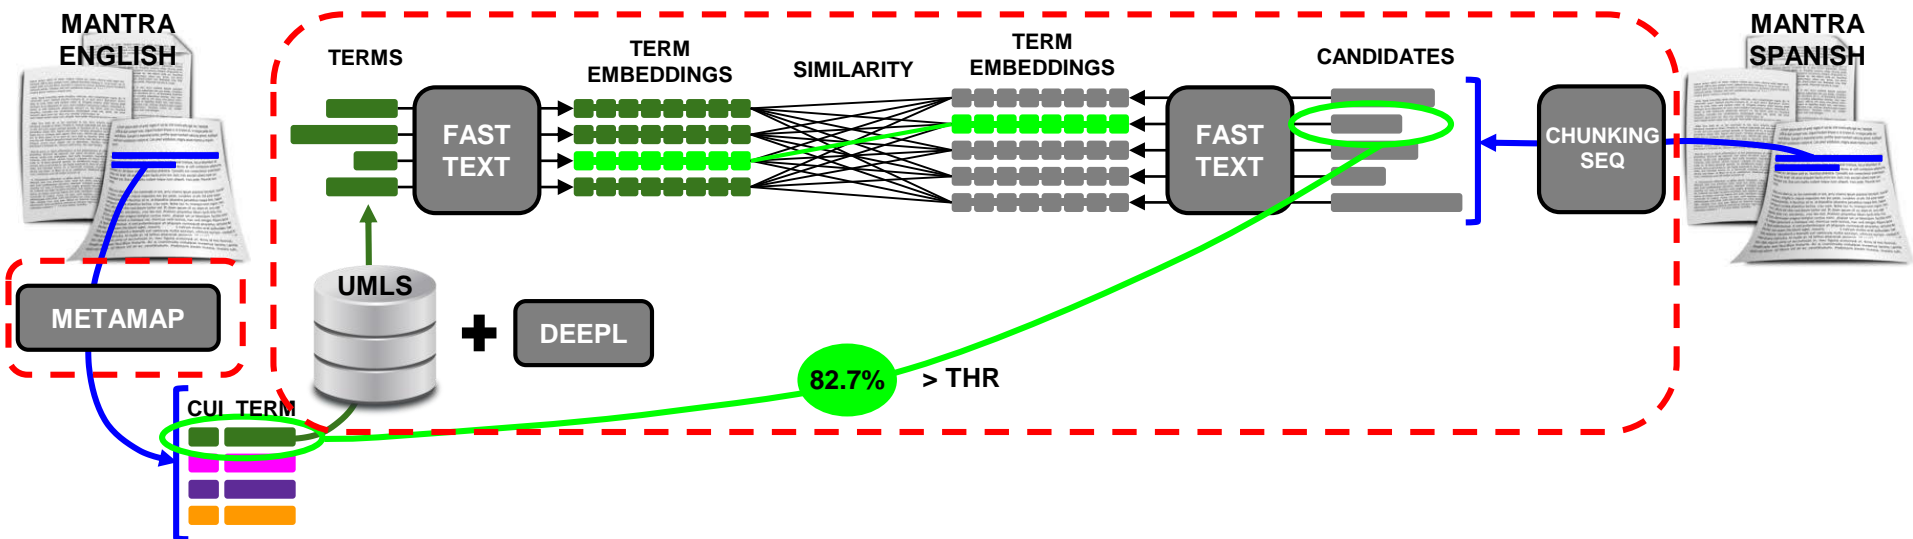 MANTRA
ENGLISH
TERMS
TERM
EMBEDDINGS
SIMILARITY
TERM
EMBEDDINGS
CANDIDATES
MANTRA
SPANISH
FAST
TEXT
FAST
TEXT
CHUNKING
SEQ
METAMAP
UMLS
DEEPL
82.7%
> THR
CUI TERM